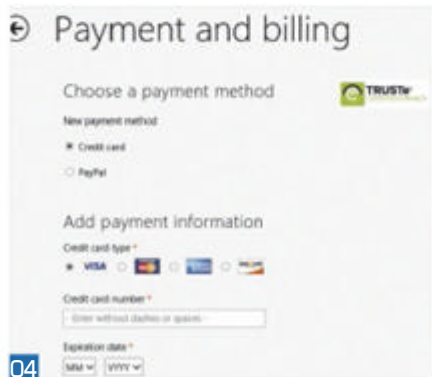 Payment and billing
Choose a payment method
TRUSTe
New payment method
Credit card
PayPal
Add payment information
Credit card type *
VISA
Credit card number *
Enter without dashes or spaces
Expiration date *
MM YYYY
04